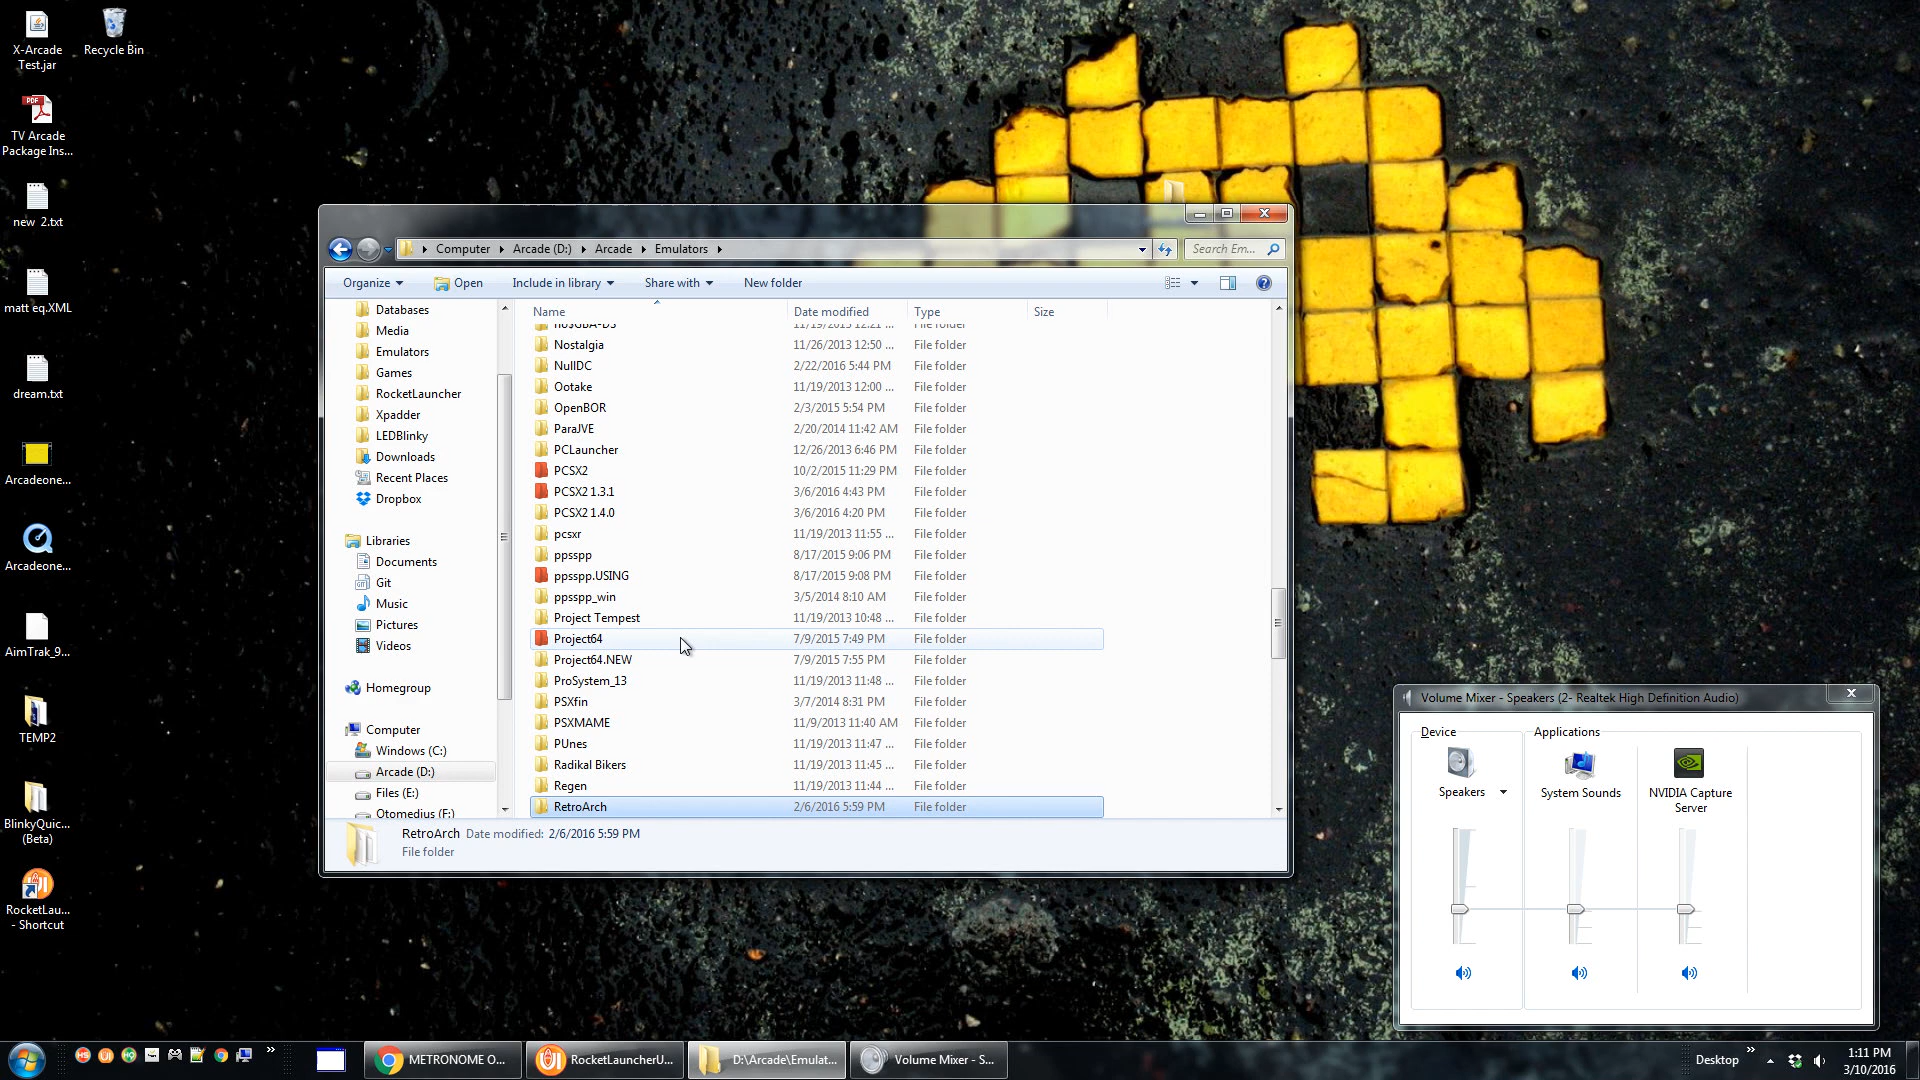 X-Arcade
Test.jar
Recycle Bin
TV Arcade
Package Ins...
new 2.txt
matt eq.XML
dream.txt
Arcadeone...
Arcadeone...
AimTrak_9...
TEMP2
BlinkyQuic...
(Beta)
RocketLau...
- Shortcut
Computer
Arcade (D:)
Arcade
Emulators
Search Em...
Organize
Open
Include in library
Share with
New folder
Databases
Media
Emulators
Games
RocketLauncher
Xpadder
LEDBlinky
Downloads
Recent Places
Dropbox
Libraries
Documents
Git
Music
Pictures
Videos
Homegroup
Computer
Windows (C:)
Arcade (D:)
Files (E:)
Otomedius (F:)
Name Date modified Type Size
no$GBA-DS 11/19/2013 12:21 ... File folder
Nostalgia 11/26/2013 12:50 ... File folder
NullDC 2/22/2016 5:44 PM File folder
Ootake 11/19/2013 12:00 ... File folder
OpenBOR 2/3/2015 5:54 PM File folder
ParaJVE 2/20/2014 11:42 AM File folder
PCLauncher 12/26/2013 6:46 PM File folder
PCSX2 10/2/2015 11:29 PM File folder
PCSX2 1.3.1 3/6/2016 4:43 PM File folder
PCSX2 1.4.0 3/6/2016 4:20 PM File folder
pcsxr 11/19/2013 11:55 ... File folder
ppsspp 8/17/2015 9:06 PM File folder
ppsspp.USING 8/17/2015 9:08 PM File folder
ppsspp_win 3/5/2014 8:10 AM File folder
Project Tempest 11/19/2013 10:48 ... File folder
Project64 7/9/2015 7:49 PM File folder
Project64.NEW 7/9/2015 7:55 PM File folder
ProSystem_13 11/19/2013 11:48 ... File folder
PSXfin 3/7/2014 8:31 PM File folder
PSXMAME 11/9/2013 11:40 AM File folder
PUnes 11/19/2013 11:47 ... File folder
Radikal Bikers 11/19/2013 11:45 ... File folder
Regen 11/19/2013 11:44 ... File folder
RetroArch 2/6/2016 5:59 PM File folder
RetroArch Date modified: 2/6/2016 5:59 PM
File folder
Volume Mixer - Speakers (2- Realtek High Definition Audio)
Device
Applications
Speakers
System Sounds
NVIDIA Capture
Server
METRONOME O...
RocketLauncherU...
D:\Arcade\Emulat...
Volume Mixer - S...
Desktop
1:11 PM
3/10/2016